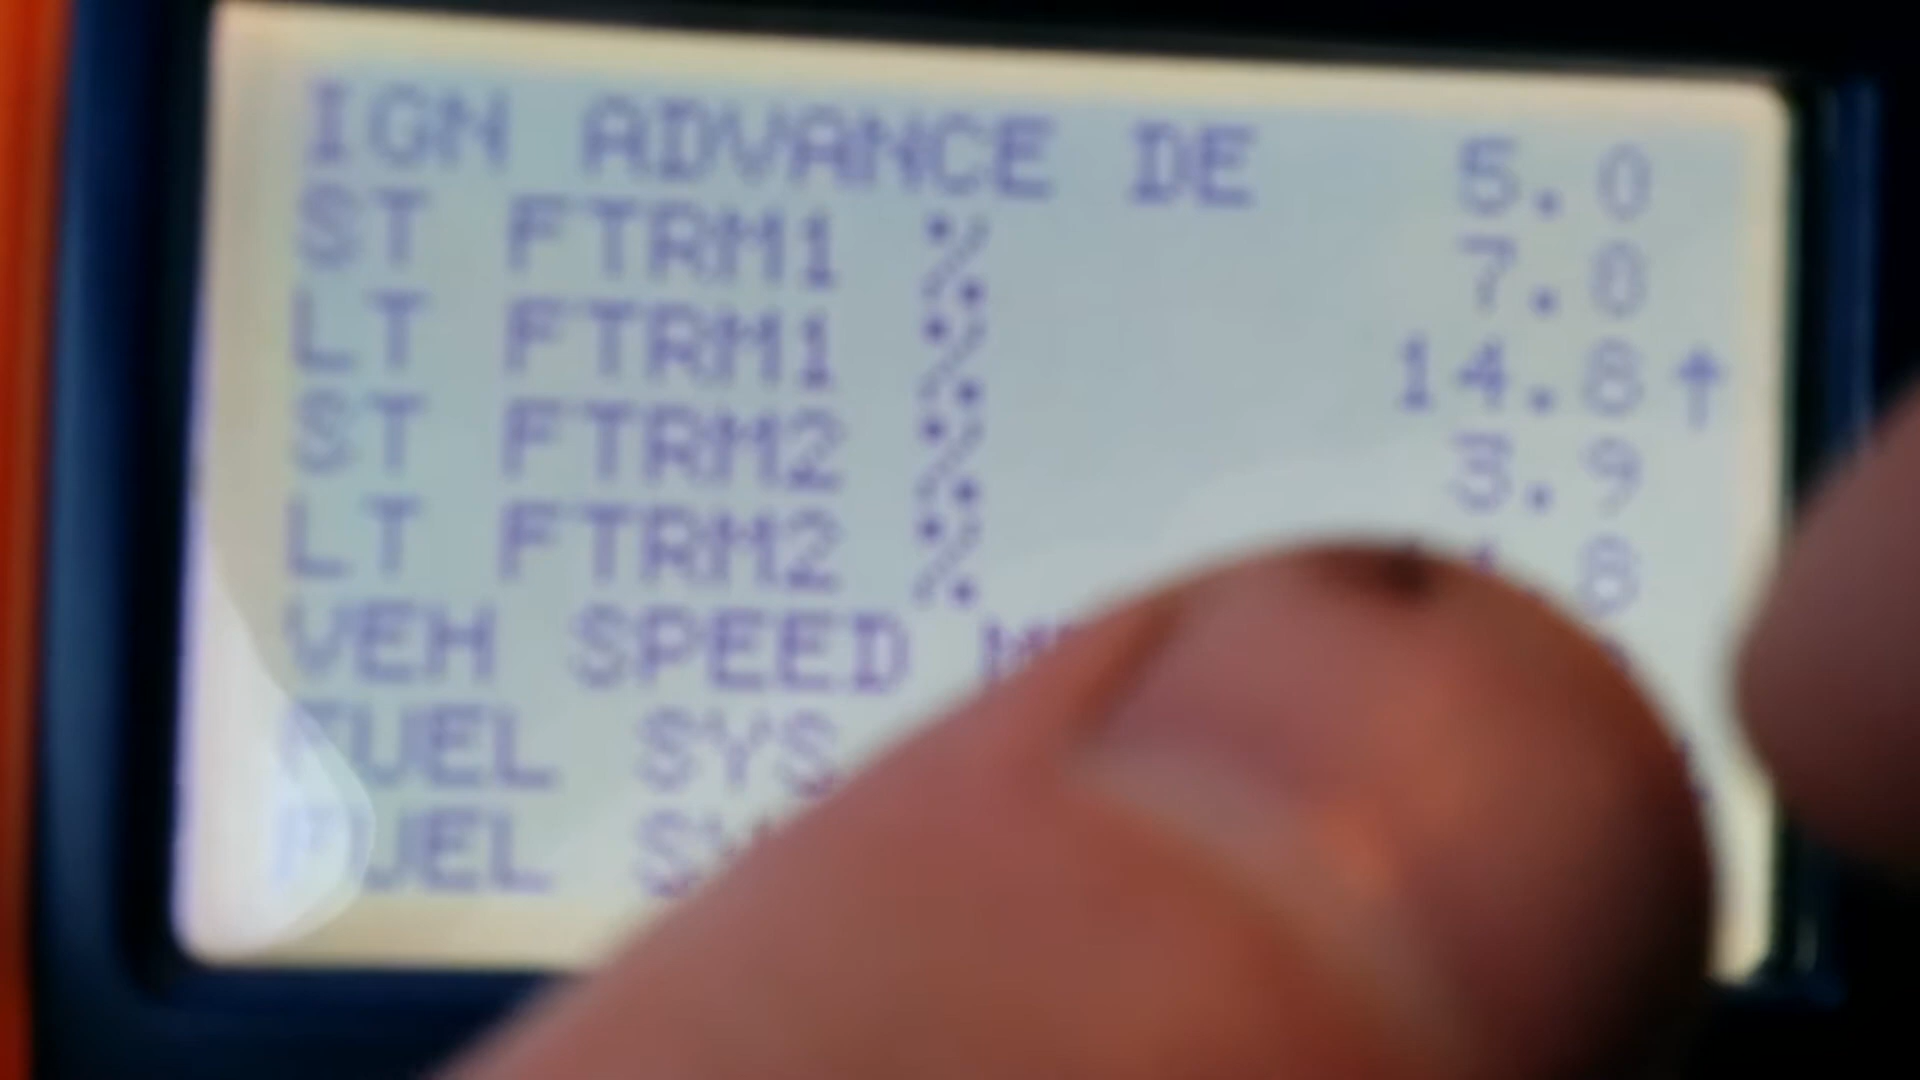 IGN ADVANCE DE 5.0
ST FTRM1 % 7.0
LT FTRM1 % 14.8↑
ST FTRM2 % 3.9
LT FTRM2 %
VEH SPEED
FUEL SYS
FUEL